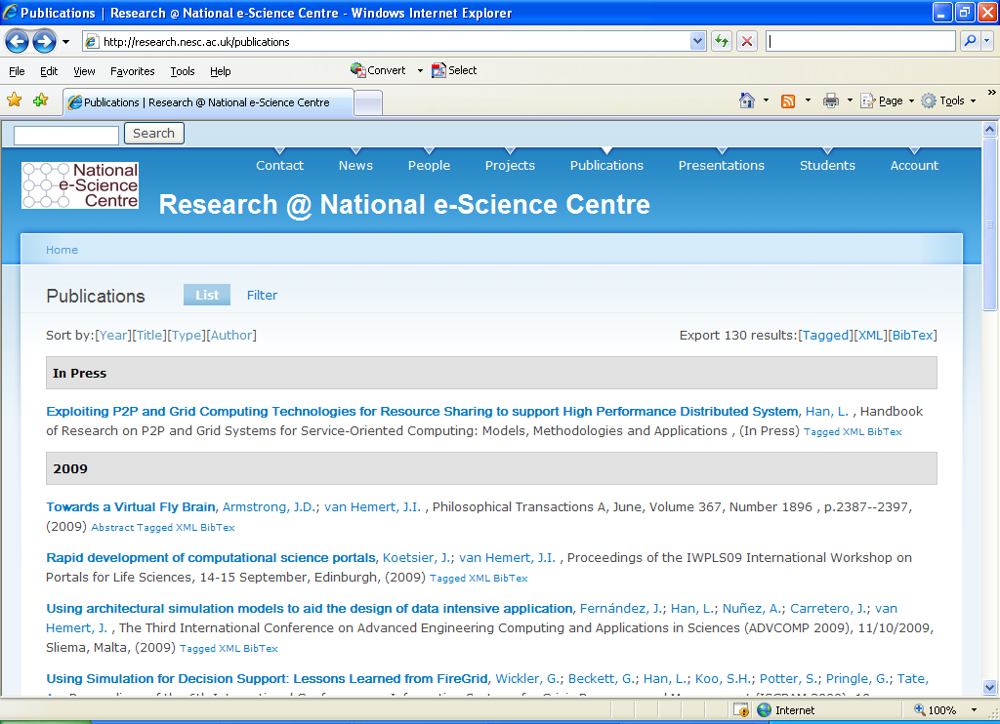 Publications | Research @ National e-Science Centre - Windows Internet Explorer
http://research.nesc.ac.uk/publications
File Edit View Favorites Tools Help Convert Select
Publications | Research @ National e-Science Centre Page Tools »
Search
Contact News People Projects Publications Presentations Students Account
National
e-Science
Centre
Research @ National e-Science Centre
Home
Publications List Filter
Sort by:[Year][Title][Type][Author] Export 130 results:[Tagged][XML][BibTex]
In Press
Exploiting P2P and Grid Computing Technologies for Resource Sharing to support High Performance Distributed System, Han, L. , Handbook
of Research on P2P and Grid Systems for Service-Oriented Computing: Models, Methodologies and Applications , (In Press) Tagged XML BibTex
2009
Towards a Virtual Fly Brain, Armstrong, J.D.; van Hemert, J.I. , Philosophical Transactions A, June, Volume 367, Number 1896 , p.2387--2397,
(2009) Abstract Tagged XML BibTex
Rapid development of computational science portals, Koetsier, J.; van Hemert, J.I. , Proceedings of the IWPLS09 International Workshop on
Portals for Life Sciences, 14-15 September, Edinburgh, (2009) Tagged XML BibTex
Using architectural simulation models to aid the design of data intensive application, Fernández, J.; Han, L.; Nuñez, A.; Carretero, J.; van
Hemert, J. , The Third International Conference on Advanced Engineering Computing and Applications in Sciences (ADVCOMP 2009), 11/10/2009,
Sliema, Malta, (2009) Tagged XML BibTex
Using Simulation for Decision Support: Lessons Learned from FireGrid, Wickler, G.; Beckett, G.; Han, L.; Koo, S.H.; Potter, S.; Pringle, G.; Tate,
Internet 100%